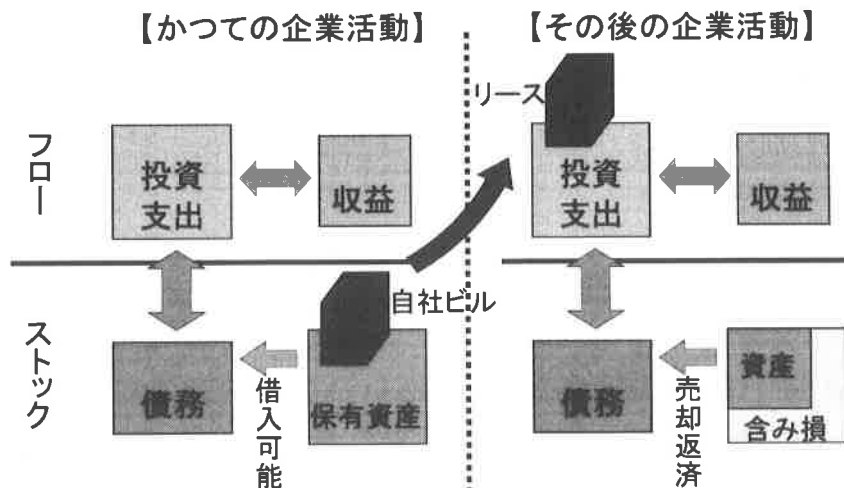 【かつての企業活動】
【その後の企業活動】
フロー
投資
支出
収益
リース
投資
支出
収益
ストック
自社ビル
債務
借入可能
保有資産
債務
売却返済
資産
含み損